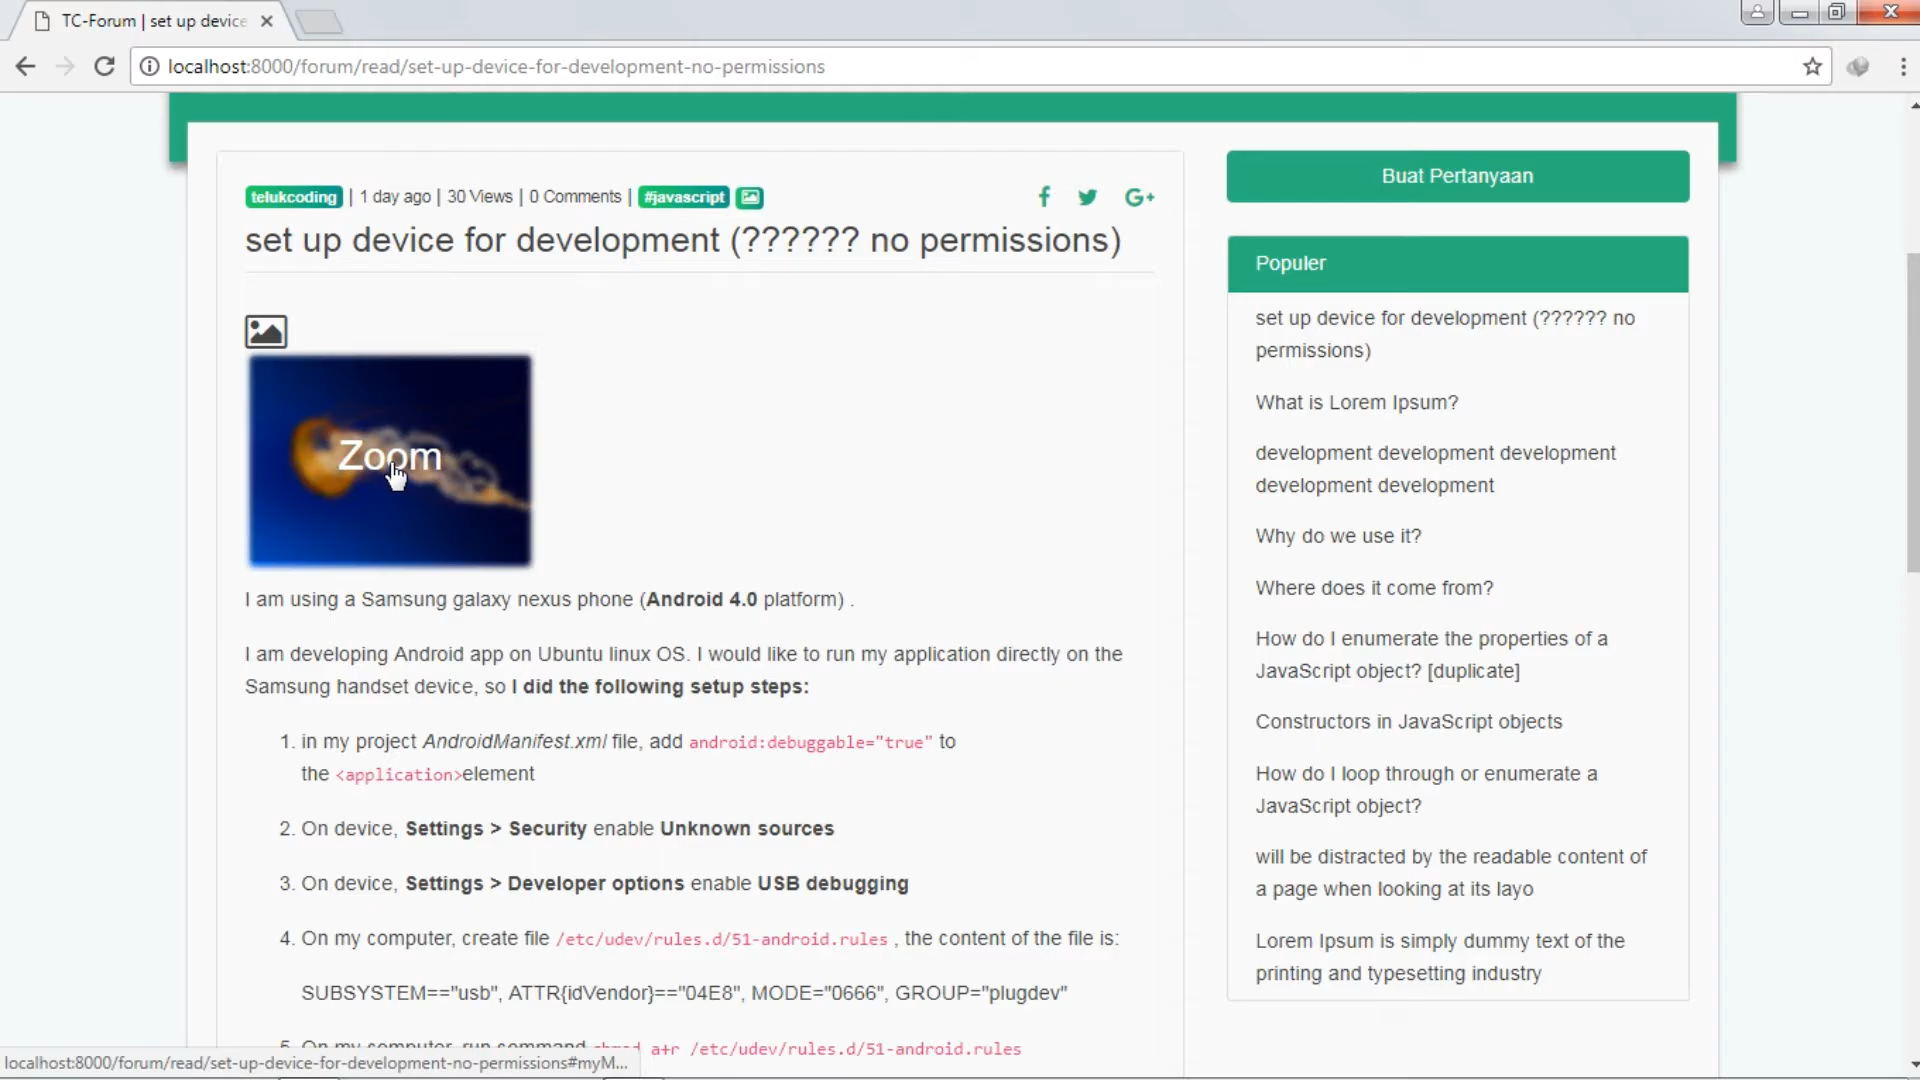 TC-Forum | set up device
localhost:8000/forum/read/set-up-device-for-development-no-permissions
telukcoding | 1 day ago | 30 Views | 0 Comments | #javascript
G+
set up device for development (?????? no permissions)
Zoom
I am using a Samsung galaxy nexus phone (Android 4.0 platform) .
I am developing Android app on Ubuntu linux OS. I would like to run my application directly on the
Samsung handset device, so I did the following setup steps:
1. in my project AndroidManifest.xml file, add android:debuggable="true" to
the <application>element
2. On device, Settings > Security enable Unknown sources
3. On device, Settings > Developer options enable USB debugging
4. On my computer, create file /etc/udev/rules.d/51-android.rules , the content of the file is:
SUBSYSTEM=="usb", ATTR{idVendor}=="04E8", MODE="0666", GROUP="plugdev"
5. On my computer, run command chmod a+r /etc/udev/rules.d/51-android.rules
Buat Pertanyaan
Populer
set up device for development (?????? no
permissions)
What is Lorem Ipsum?
development development development
development development
Why do we use it?
Where does it come from?
How do I enumerate the properties of a
JavaScript object? [duplicate]
Constructors in JavaScript objects
How do I loop through or enumerate a
JavaScript object?
will be distracted by the readable content of
a page when looking at its layo
Lorem Ipsum is simply dummy text of the
printing and typesetting industry
localhost:8000/forum/read/set-up-device-for-development-no-permissions#myM...